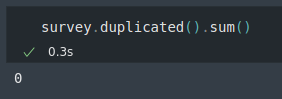 survey.duplicated().sum()
✓ 0.3s
0